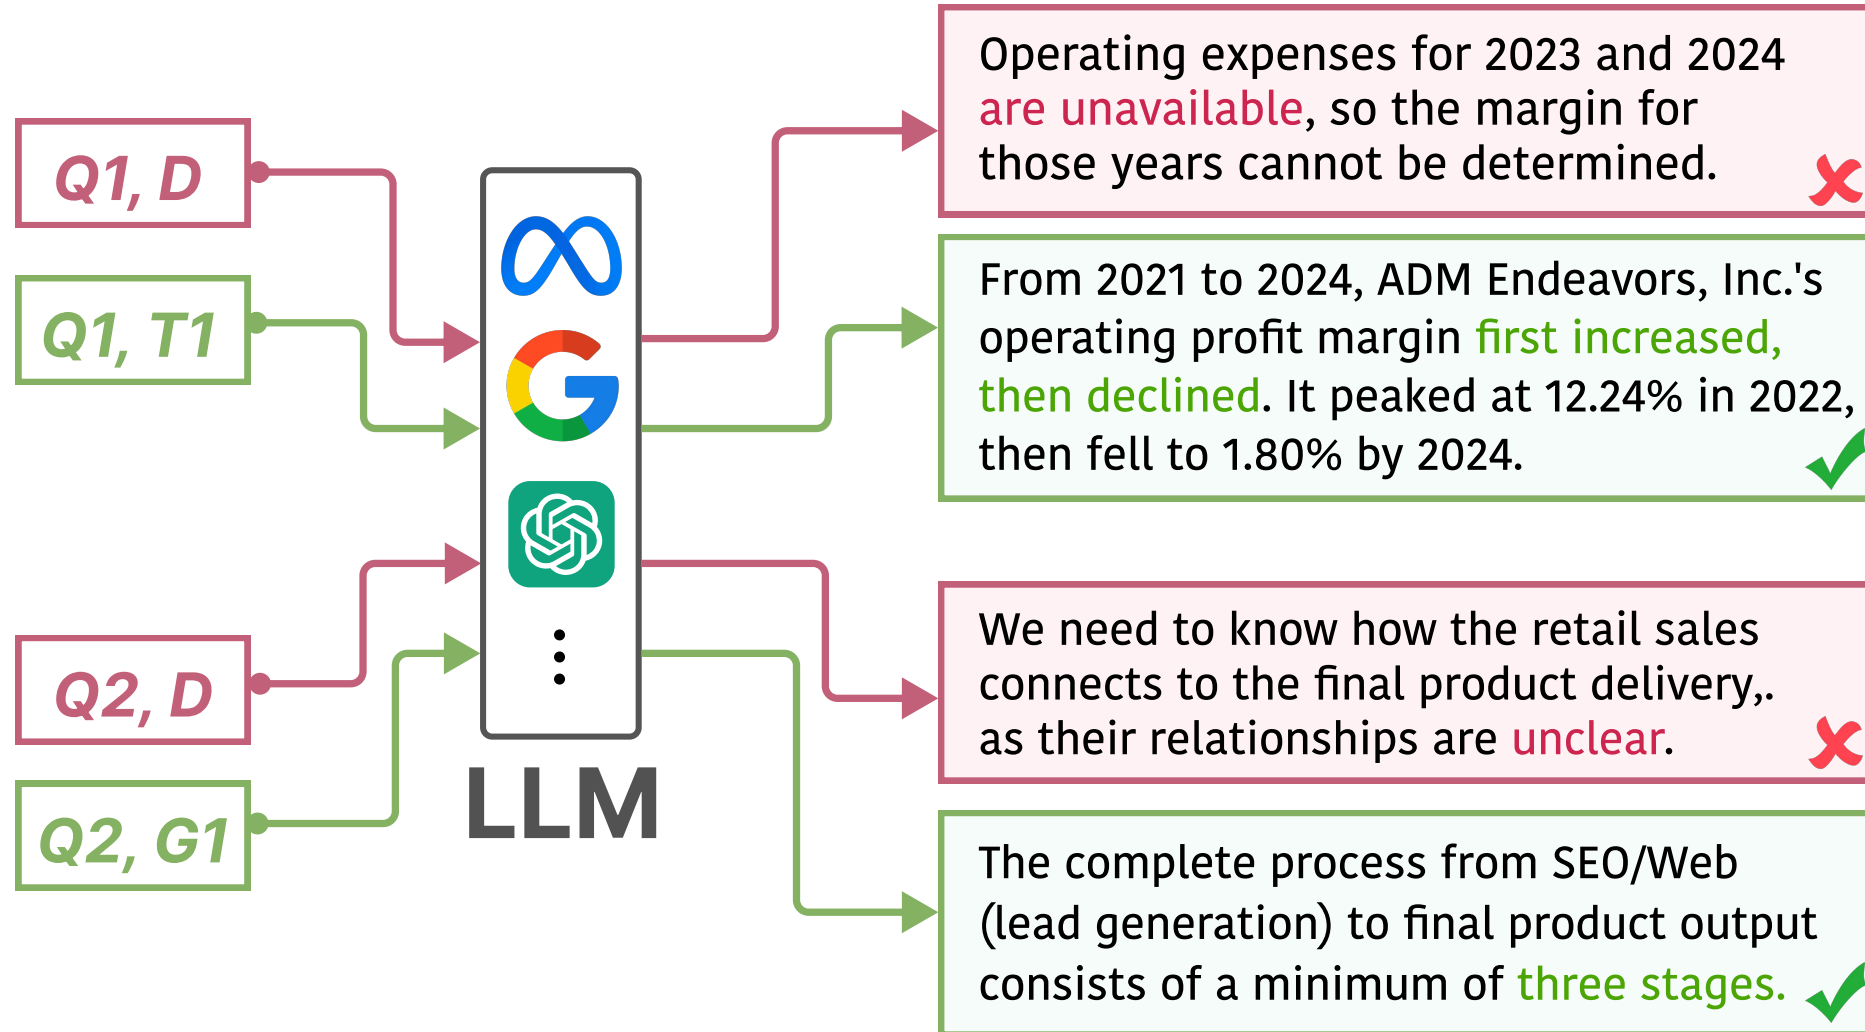 Q1, D
Q1, T1
Q2, D
Q2, G1
LLM
Operating expenses for 2023 and 2024
are unavailable, so the margin for
those years cannot be determined.
From 2021 to 2024, ADM Endeavors, Inc.'s
operating profit margin first increased,
then declined. It peaked at 12.24% in 2022,
then fell to 1.80% by 2024.
We need to know how the retail sales
connects to the final product delivery,.
as their relationships are unclear.
The complete process from SEO/Web
(lead generation) to final product output
consists of a minimum of three stages.